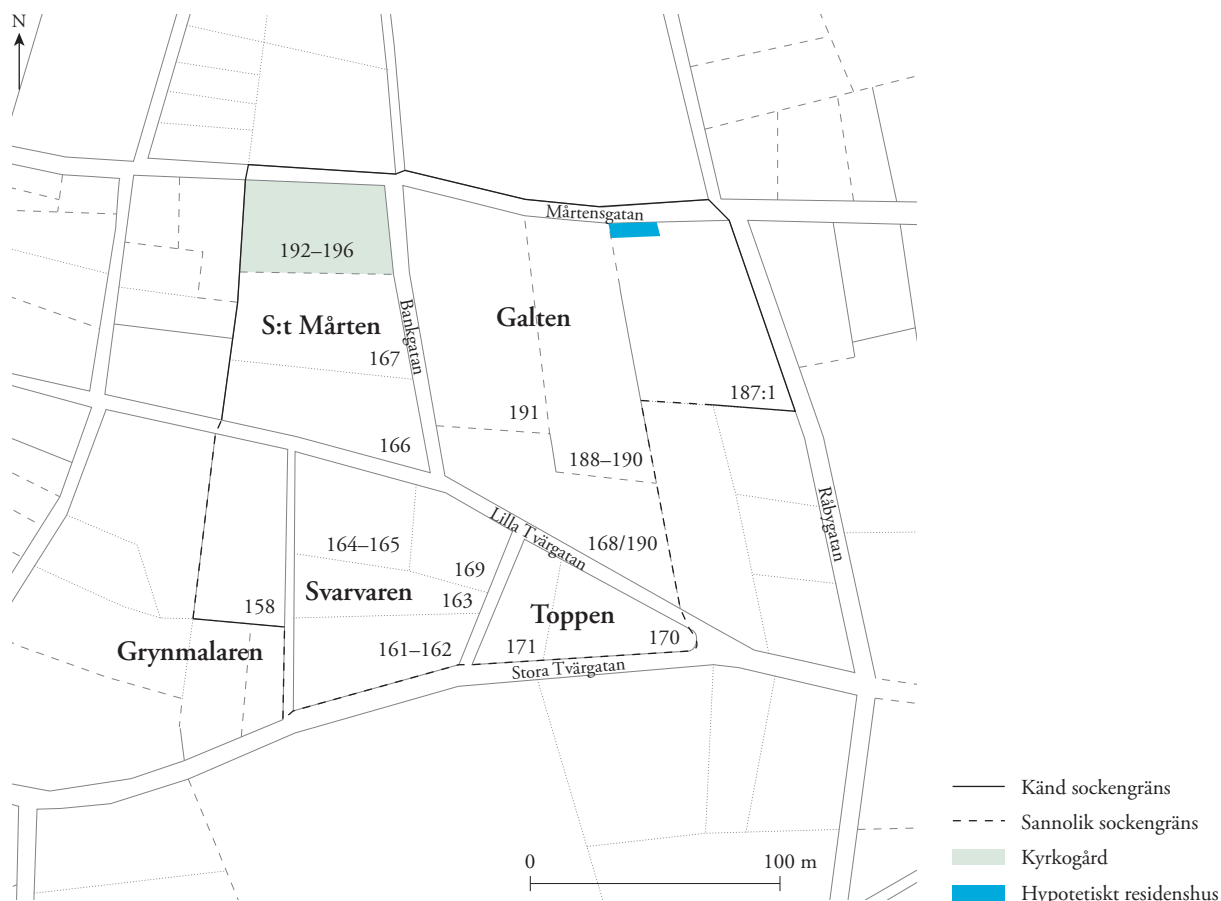 N
Mårtensgatan
192–196
S:t Mårten
Bankgatan
Galten
167
187:1
191
166
188–190
Råbygatan
Lilla Tvärgatan
164–165
168/190
169
Svarvaren
163
158
Toppen
Grynmalaren
161–162
171
170
Stora Tvärgatan
0
100 m
Känd sockengräns
Sannolik sockengräns
Kyrkogård
Hypotetiskt residenshus